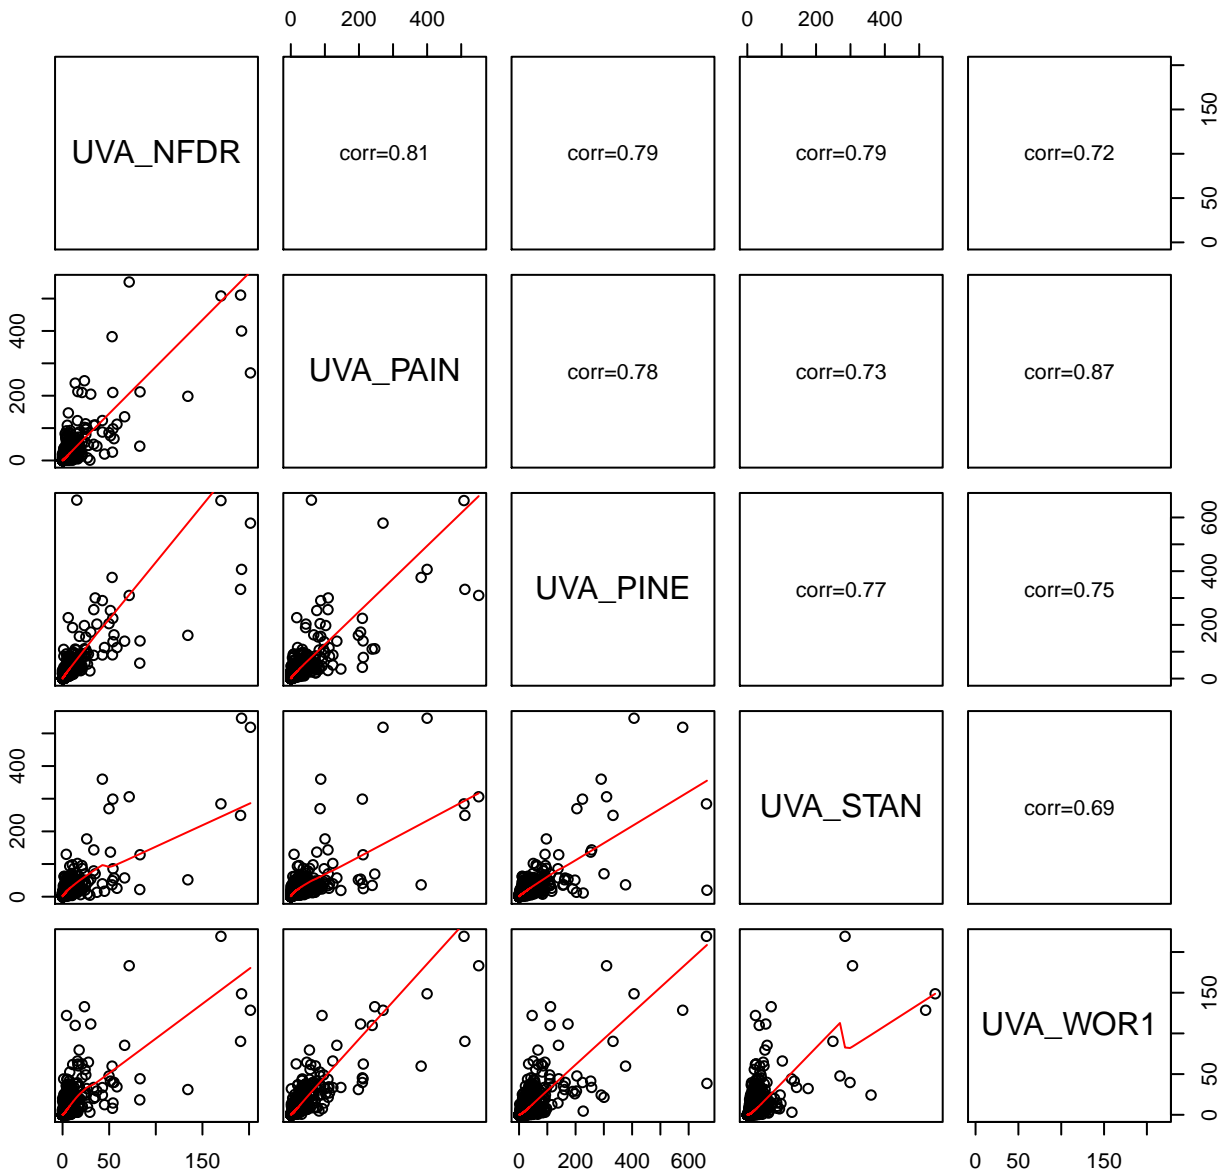 0 200 400 0 200 400
UVA_NFDR corr=0.81 corr=0.79 corr=0.79 corr=0.72
0 50 150
UVA_PAIN corr=0.78 corr=0.73 corr=0.87
0 200 400
UVA_PINE corr=0.77 corr=0.75
0 200 400 600
UVA_STAN corr=0.69
0 200 400
UVA_WOR1
0 50 150
0 50 150 0 200 400 600 0 50 150